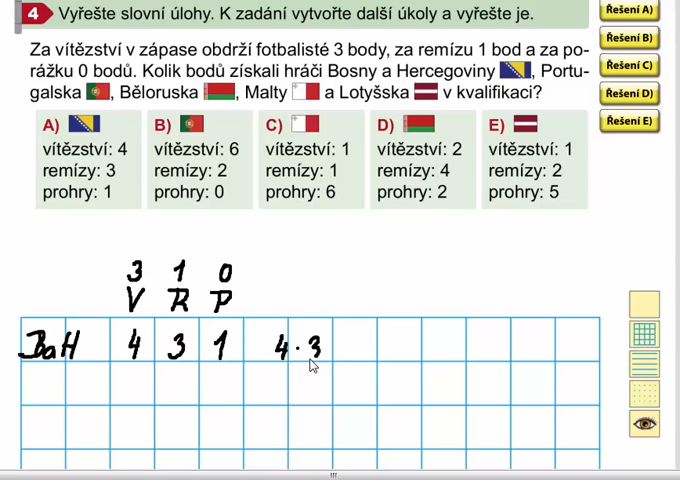 4 Vyřešte slovní úlohy. K zadání vytvořte další úkoly a vyřešte je.
Řešení A)
Řešení B)
Řešení C)
Řešení D)
Řešení E)
Za vítězství v zápase obdrží fotbalisté 3 body, za remízu 1 bod a za po-
rážku 0 bodů. Kolik bodů získali hráči Bosny a Hercegoviny, Portu-
galska, Běloruska, Malty a Lotyšska v kvalifikaci?
A)
vítězství: 4
remízy: 3
prohry: 1
B)
vítězství: 6
remízy: 2
prohry: 0
C)
vítězství: 1
remízy: 1
prohry: 6
D)
vítězství: 2
remízy: 4
prohry: 2
E)
vítězství: 1
remízy: 2
prohry: 5
3 1 0
V R P
BaH 4 3 1 4 · 3